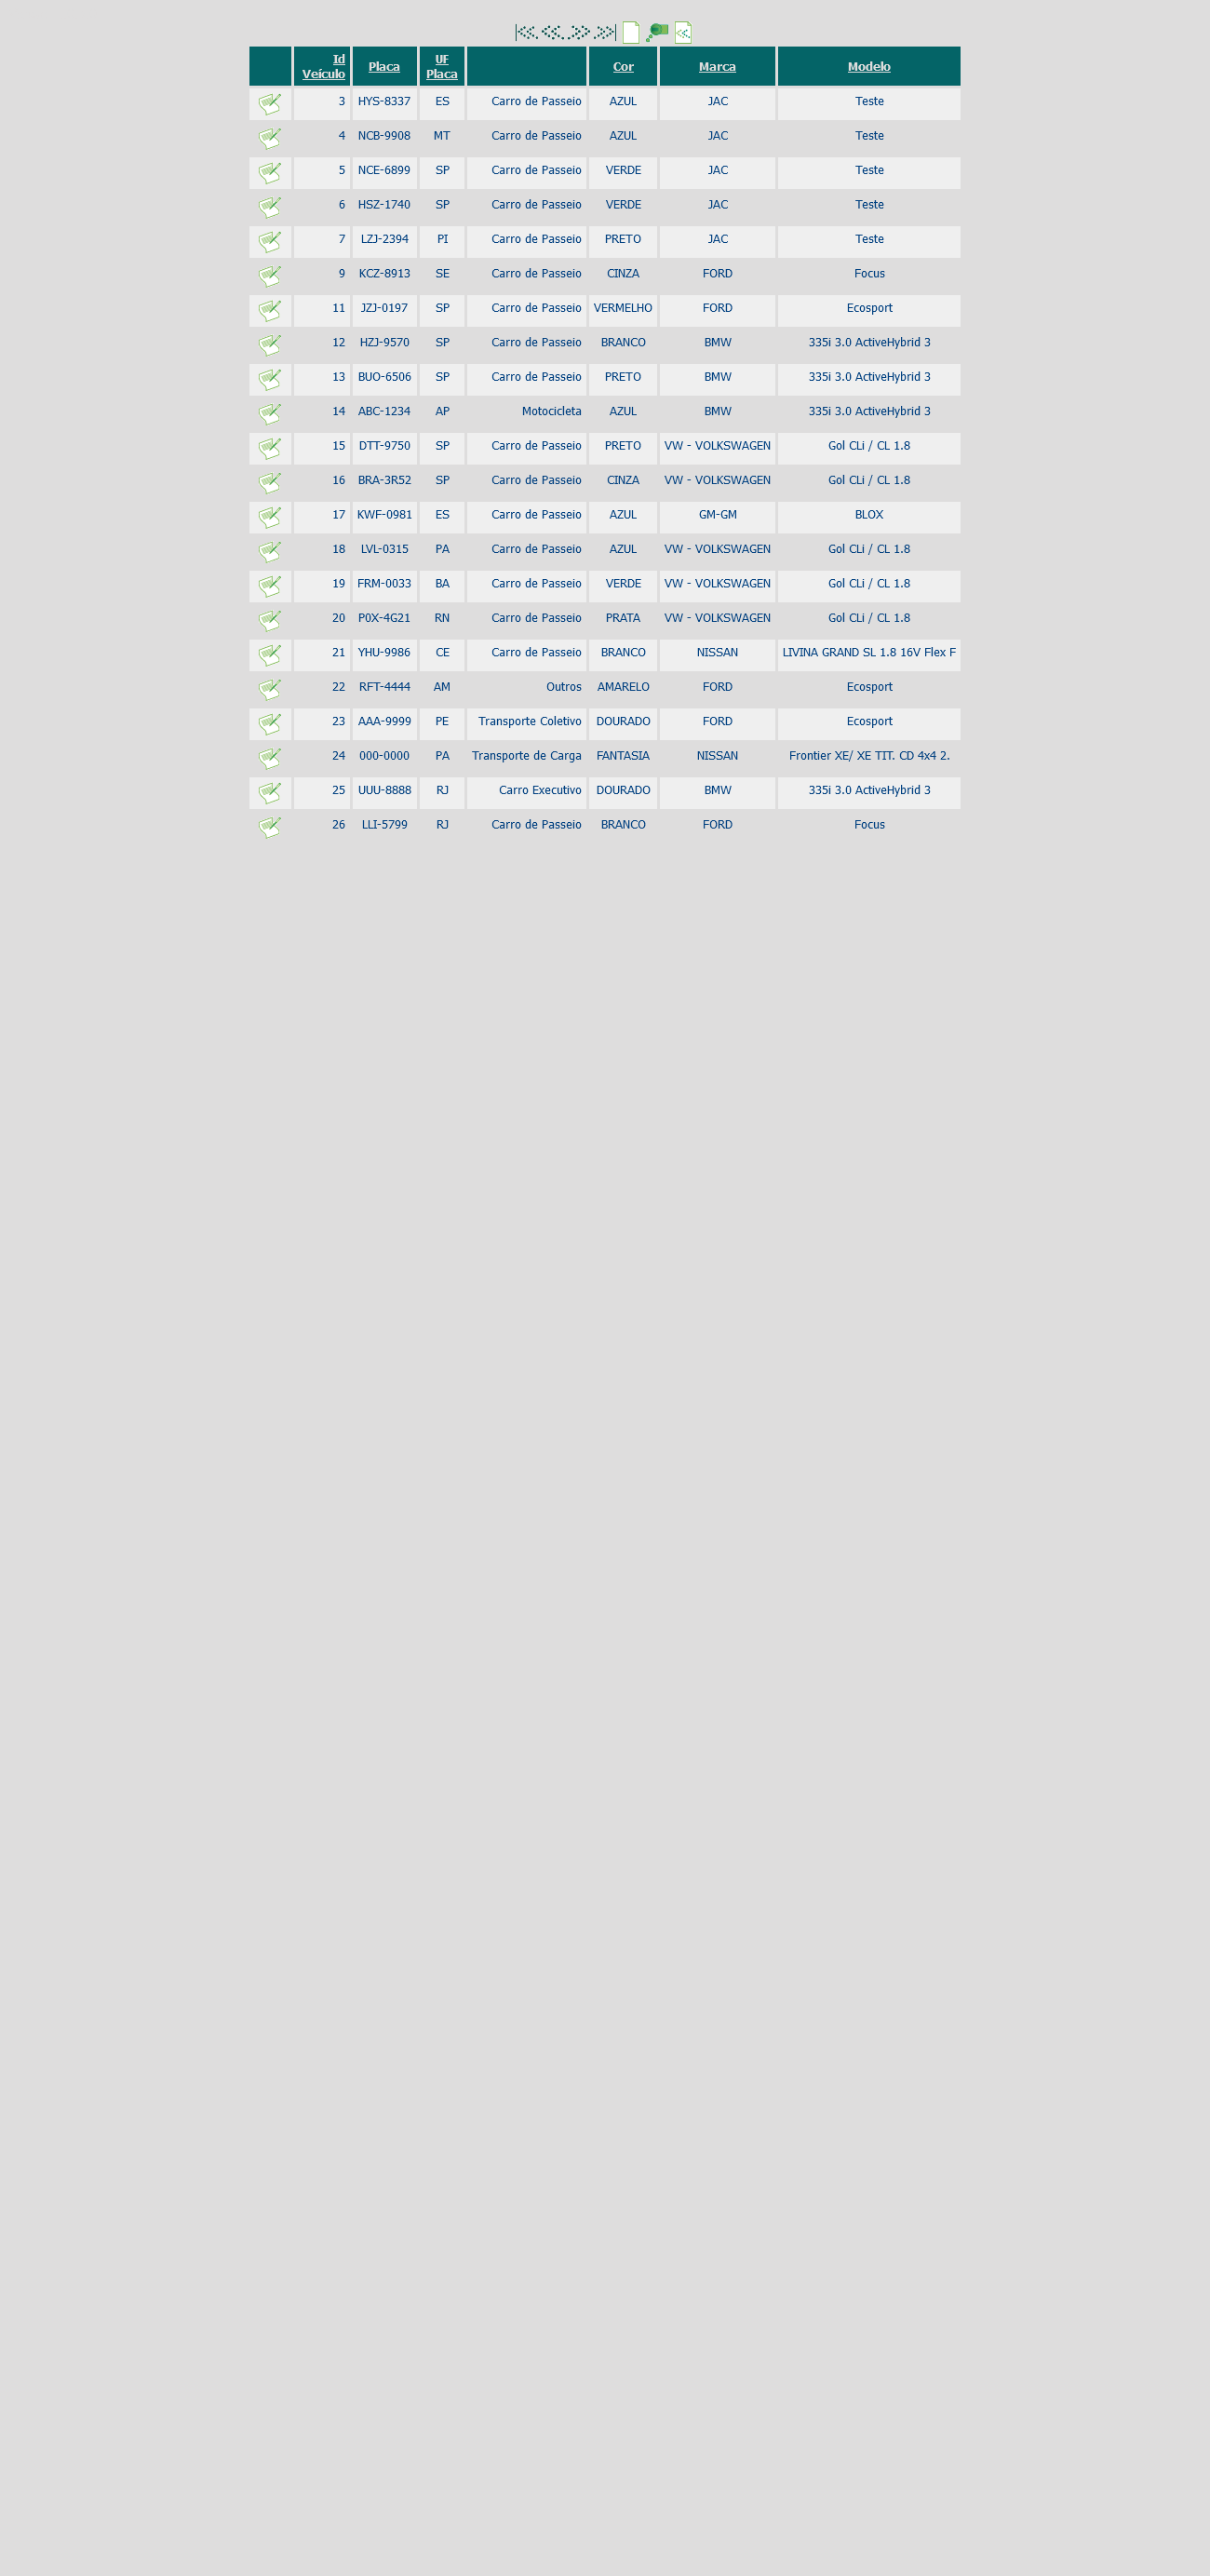 Id Veículo Placa UF Placa Cor Marca Modelo
3 HYS-8337 ES Carro de Passeio AZUL JAC Teste
4 NCB-9908 MT Carro de Passeio AZUL JAC Teste
5 NCE-6899 SP Carro de Passeio VERDE JAC Teste
6 HSZ-1740 SP Carro de Passeio VERDE JAC Teste
7 LZJ-2394 PI Carro de Passeio PRETO JAC Teste
9 KCZ-8913 SE Carro de Passeio CINZA FORD Focus
11 JZJ-0197 SP Carro de Passeio VERMELHO FORD Ecosport
12 HZJ-9570 SP Carro de Passeio BRANCO BMW 335i 3.0 ActiveHybrid 3
13 BUO-6506 SP Carro de Passeio PRETO BMW 335i 3.0 ActiveHybrid 3
14 ABC-1234 AP Motocicleta AZUL BMW 335i 3.0 ActiveHybrid 3
15 DTT-9750 SP Carro de Passeio PRETO VW - VOLKSWAGEN Gol CLi / CL 1.8
16 BRA-3R52 SP Carro de Passeio CINZA VW - VOLKSWAGEN Gol CLi / CL 1.8
17 KWF-0981 ES Carro de Passeio AZUL GM-GM BLOX
18 LVL-0315 PA Carro de Passeio AZUL VW - VOLKSWAGEN Gol CLi / CL 1.8
19 FRM-0033 BA Carro de Passeio VERDE VW - VOLKSWAGEN Gol CLi / CL 1.8
20 P0X-4G21 RN Carro de Passeio PRATA VW - VOLKSWAGEN Gol CLi / CL 1.8
21 YHU-9986 CE Carro de Passeio BRANCO NISSAN LIVINA GRAND SL 1.8 16V Flex F
22 RFT-4444 AM Outros AMARELO FORD Ecosport
23 AAA-9999 PE Transporte Coletivo DOURADO FORD Ecosport
24 000-0000 PA Transporte de Carga FANTASIA NISSAN Frontier XE/ XE TIT. CD 4x4 2.
25 UUU-8888 RJ Carro Executivo DOURADO BMW 335i 3.0 ActiveHybrid 3
26 LLI-5799 RJ Carro de Passeio BRANCO FORD Focus